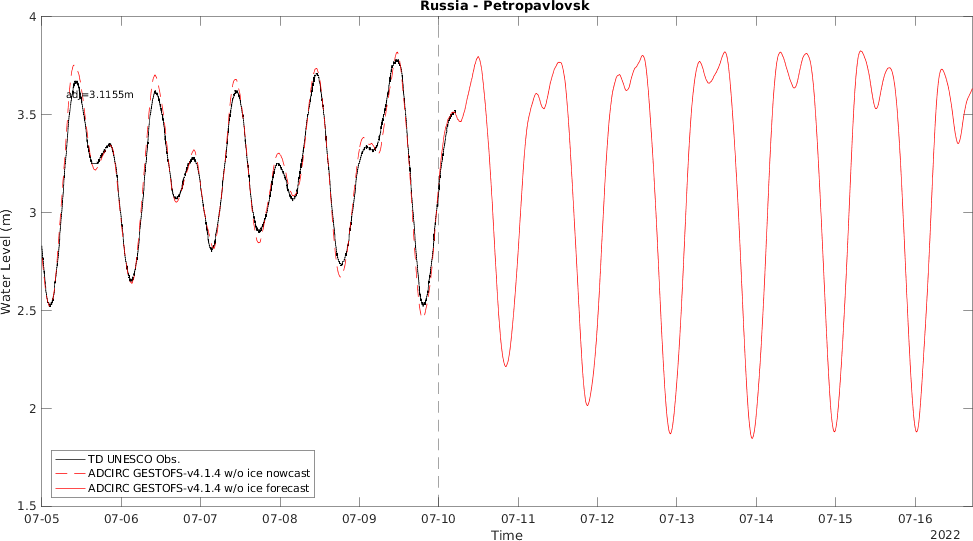 Russia - Petropavlovsk
4
3.5
3
2.5
2
1.5
Water Level (m)
adj=3.1155m
TD UNESCO Obs.
ADCIRC GESTOFS-v4.1.4 w/o ice nowcast
ADCIRC GESTOFS-v4.1.4 w/o ice forecast
07-05 07-06 07-07 07-08 07-09 07-10 07-11 07-12 07-13 07-14 07-15 07-16
Time
2022